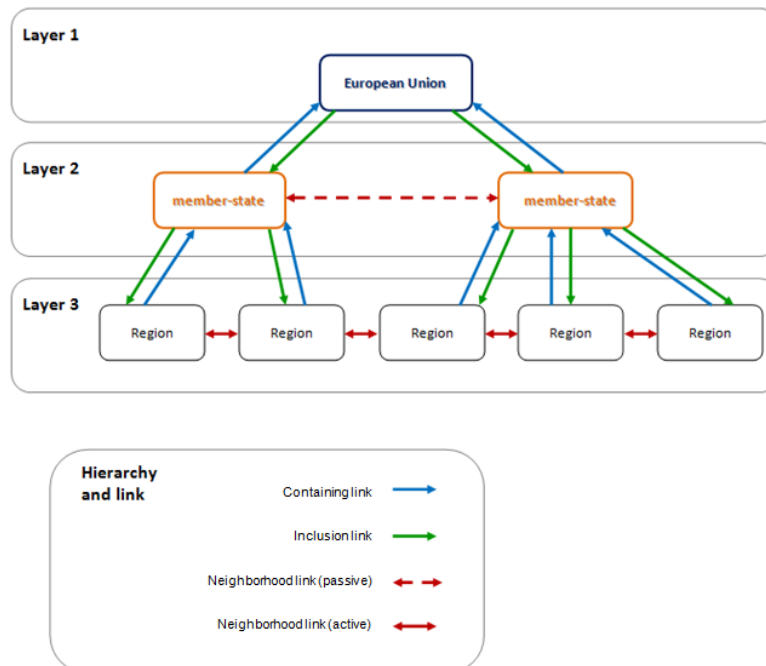 Layer 1
European Union
Layer 2
member-state
member-state
Layer 3
Region
Region
Region
Region
Region
Hierarchy
and link
Containing link
Inclusion link
Neighborhood link (passive)
Neighborhood link (active)